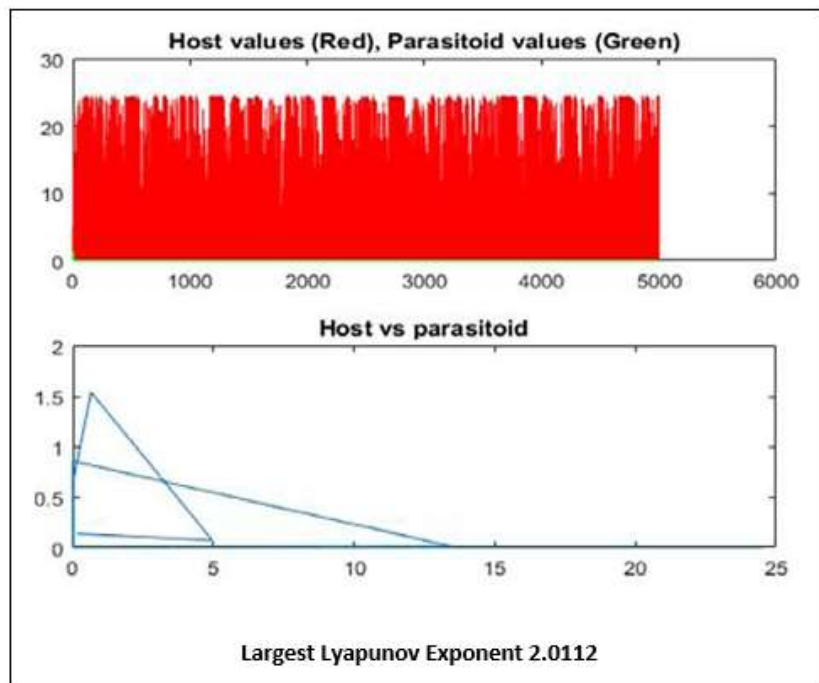 Host values (Red), Parasitoid values (Green)
30
20
10
0
0 1000 2000 3000 4000 5000 6000
Host vs parasitoid
2
1.5
1
0.5
0
0 5 10 15 20 25
Largest Lyapunov Exponent 2.0112